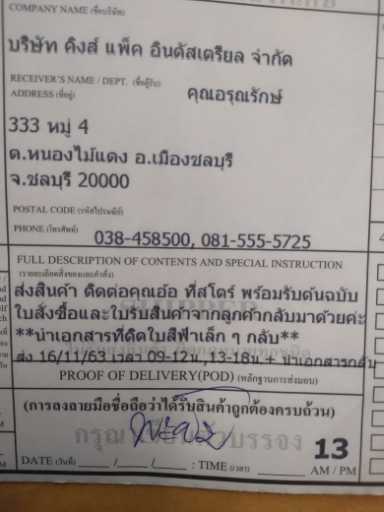 COMPANY NAME (ชื่อบริษัท)
บริษัท คิงส์ แพ็ค อินดัสเตรียล จำกัด
RECEIVER'S NAME / DEPT. (ชื่อผู้รับ)
ADDRESS (ที่อยู่) คุณอรุณรักษ์
333 หมู่ 4
ต.หนองไม้แดง อ.เมืองชลบุรี
จ.ชลบุรี 20000
POSTAL CODE (รหัสไปรษณีย์)
PHONE (โทรศัพท์) 038-458500, 081-555-5725
FULL DESCRIPTION OF CONTENTS AND SPECIAL INSTRUCTION
(รายละเอียดสิ่งของและคำสั่ง)
ส่งสินค้า ติดต่อคุณอ้อ ที่สโตร์ พร้อมรับต้นฉบับ
ใบสั่งซื้อและใบรับสินค้าจากลูกค้ากลับมาด้วยค่ะ
**นำเอกสารที่ติดใบสีฟ้าเล็ก ๆ กลับ**
ส่ง 16/11/63 เวลา 09-12น,13-18น.+ นำเอกสารกลับ
PROOF OF DELIVERY(POD) (หลักฐานการส่งมอบ)
(การลงลายมือชื่อถือว่าได้รับสินค้าถูกต้องครบถ้วน)
กรุณ บรรจง 13
DATE (วันที่) ___/___/___ : TIME (เวลา) AM / PM